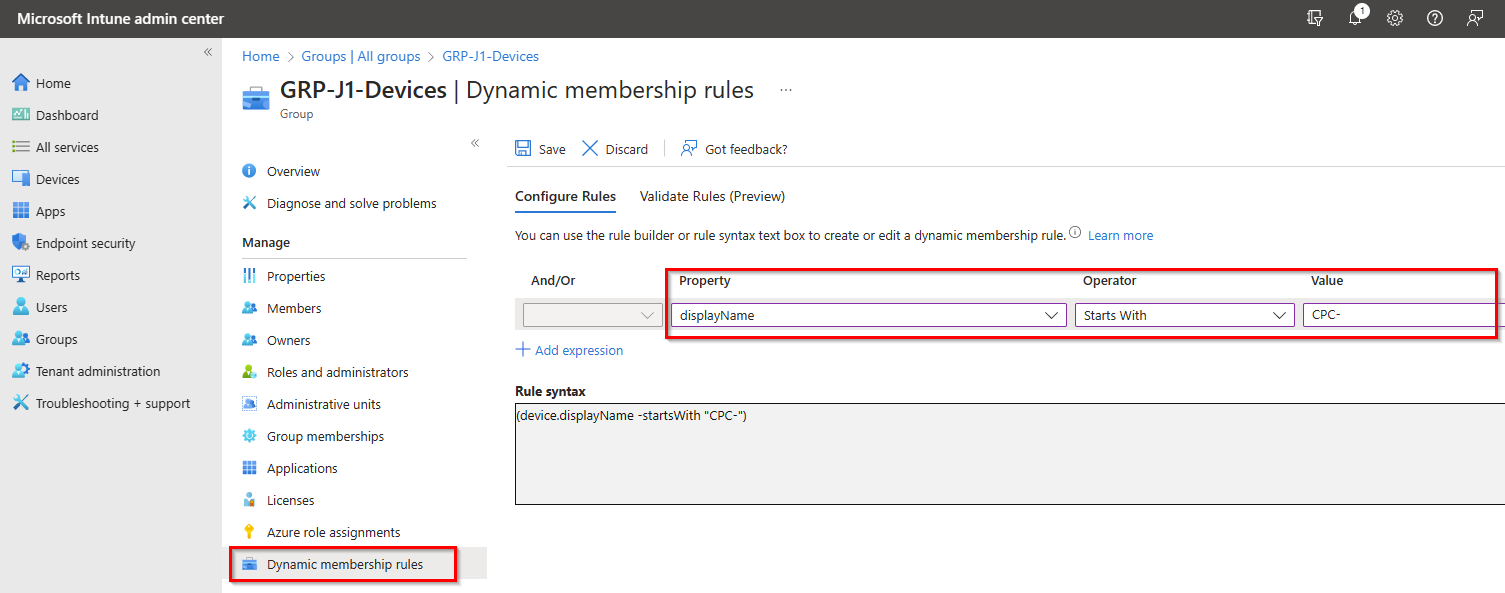 Microsoft Intune admin center
1
Home
Dashboard
All services
Devices
Apps
Endpoint security
Reports
Users
Groups
Tenant administration
Troubleshooting + support
Home > Groups | All groups > GRP-J1-Devices
GRP-J1-Devices | Dynamic membership rules ...
Group
Overview
Diagnose and solve problems
Manage
Properties
Members
Owners
Roles and administrators
Administrative units
Group memberships
Applications
Licenses
Azure role assignments
Dynamic membership rules
Save Discard Got feedback?
Configure Rules Validate Rules (Preview)
You can use the rule builder or rule syntax text box to create or edit a dynamic membership rule. Learn more
And/Or Property Operator Value
displayName Starts With CPC-
+ Add expression
Rule syntax
(device.displayName -startsWith "CPC-")